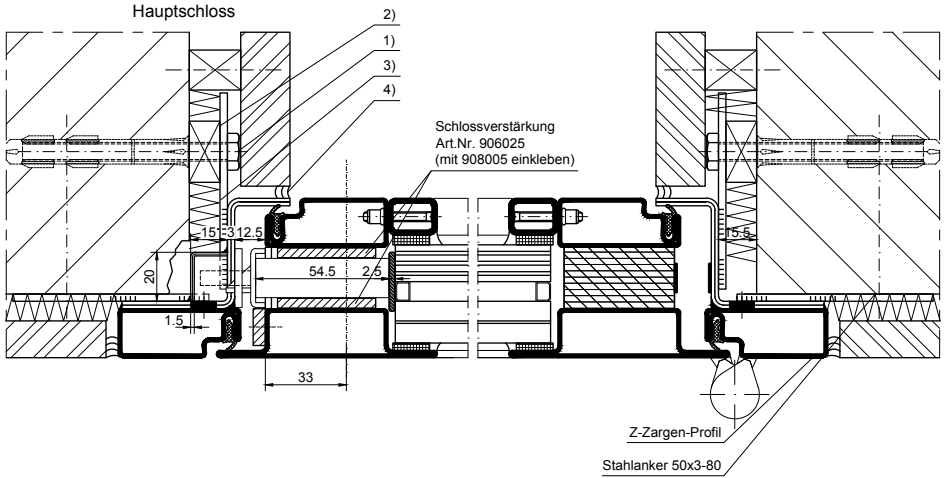 Hauptschloss
2)
1)
3)
4)
Schlossverstärkung
Art.Nr. 906025
(mit 908005 einkleben)
15
3
12.5
15.5
20
54.5
2.5
1.5
33
Z-Zargen-Profil
Stahlanker 50x3-80